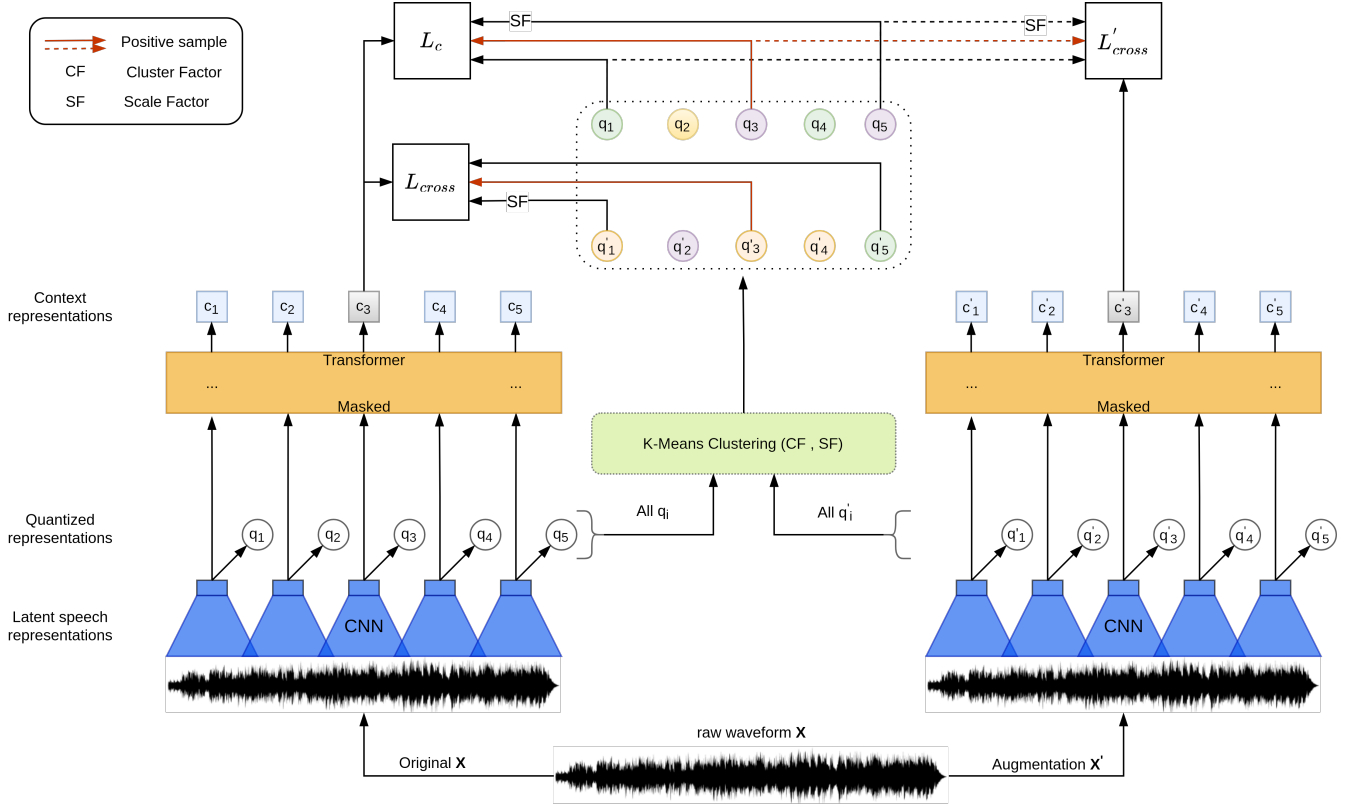 Positive sample
CF Cluster Factor
SF Scale Factor
L_c
SF
SF
L'_cross
q1 q2 q3 q4 q5
L_cross
SF
q'1 q'2 q'3 q'4 q'5
Context
representations
c1 c2 c3 c4 c5
c'1 c'2 c'3 c'4 c'5
Transformer
... ...
Masked
Transformer
... ...
Masked
K-Means Clustering (CF , SF)
All qi
All q'i
Quantized
representations
q1 q2 q3 q4 q5
q'1 q'2 q'3 q'4 q'5
Latent speech
representations
CNN
CNN
raw waveform X
Original X
Augmentation X'